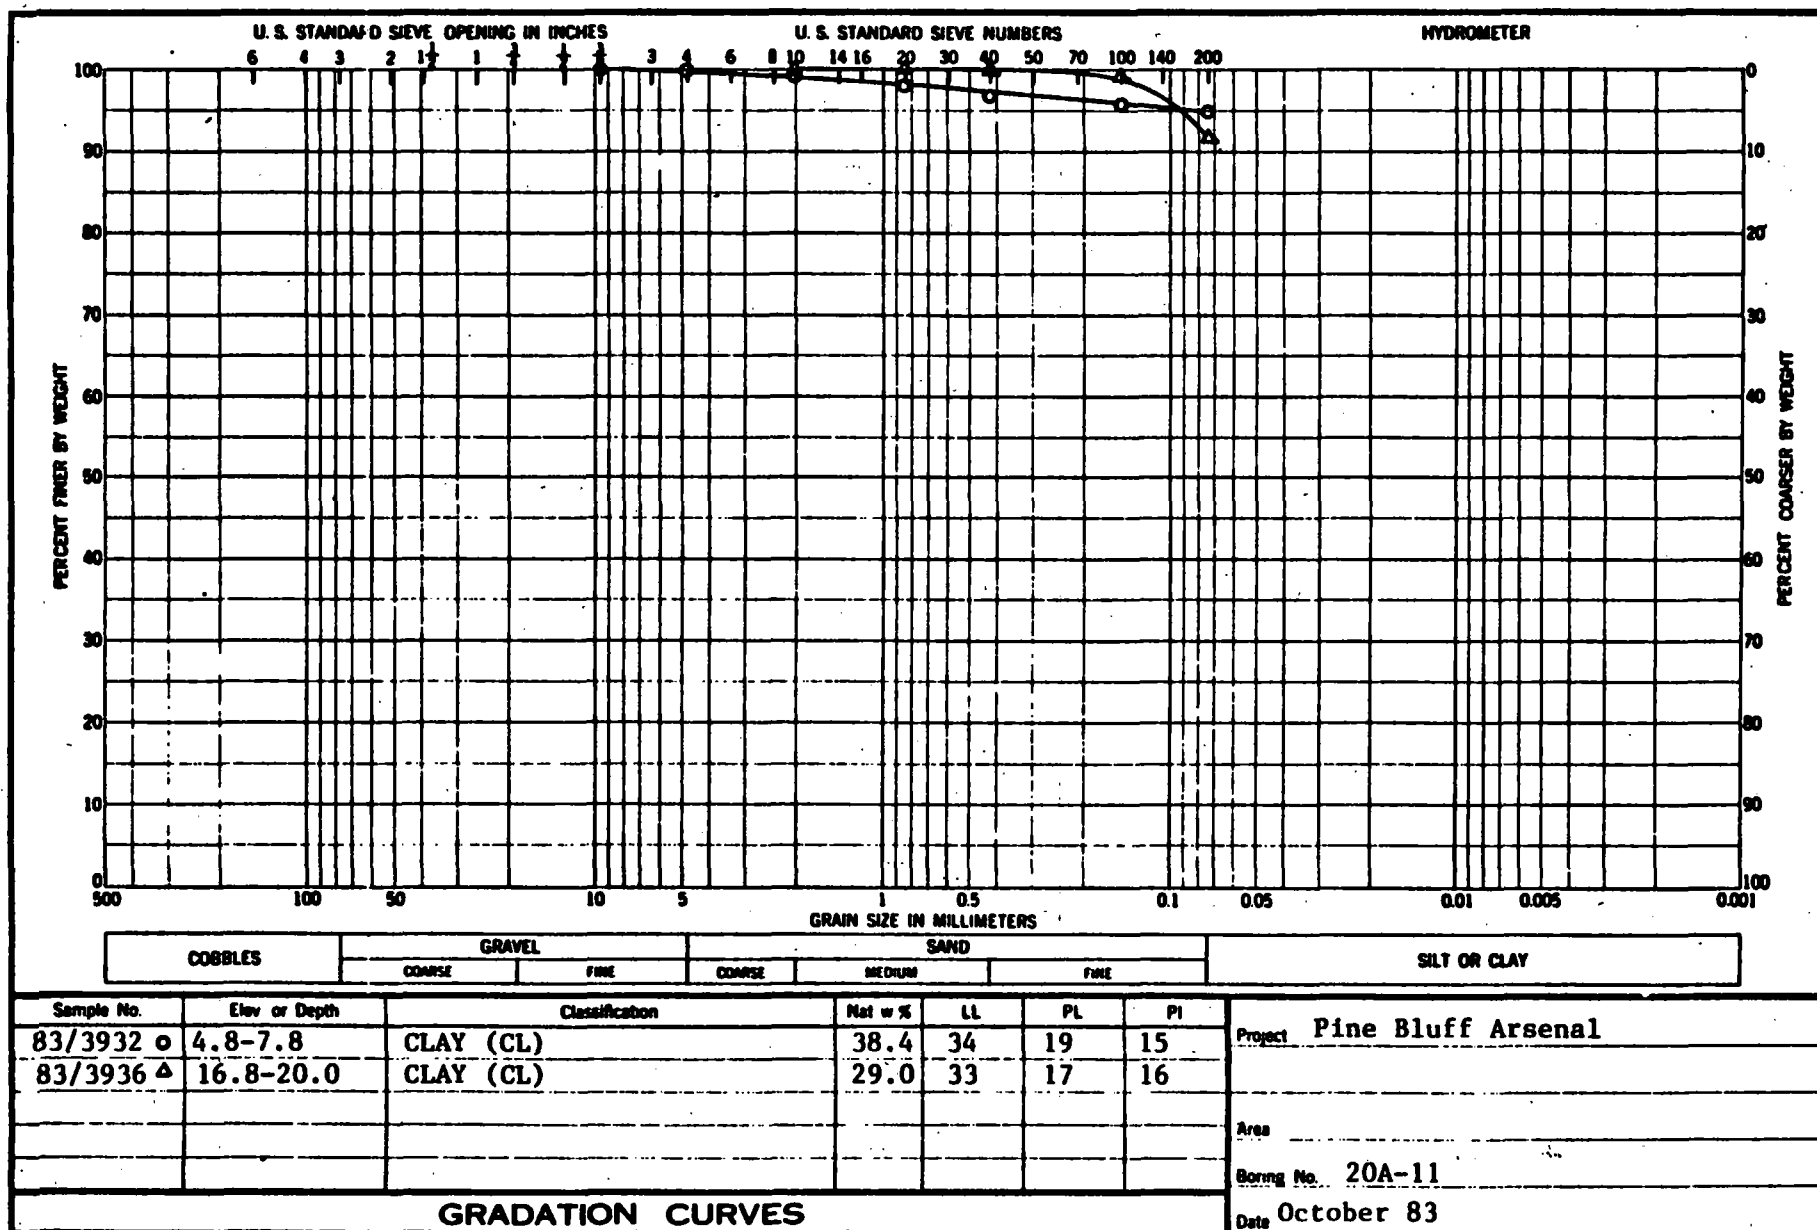 U. S. STANDARD SIEVE OPENING IN INCHES U. S. STANDARD SIEVE NUMBERS HYDROMETER
6 4 3 2 1 1 3 4 6 8 10 14 16 20 30 40 50 70 100 140 200
100 0
90 10
80 20
70 30
60 40
50 50
40 60
30 70
20 80
10 90
0 100
PERCENT FINER BY WEIGHT
PERCENT COARSER BY WEIGHT
500 100 50 10 5 1 0.5 0.1 0.05 0.01 0.005 0.001
GRAIN SIZE IN MILLIMETERS
COBBLES GRAVEL SAND SILT OR CLAY
COARSE FINE COARSE MEDIUM FINE
Sample No. Elev or Depth Classification Nat w % LL PL PI
83/3932 o 4.8-7.8 CLAY (CL) 38.4 34 19 15
83/3936 Δ 16.8-20.0 CLAY (CL) 29.0 33 17 16
Project Pine Bluff Arsenal
Area
Boring No. 20A-11
Date October 83
GRADATION CURVES